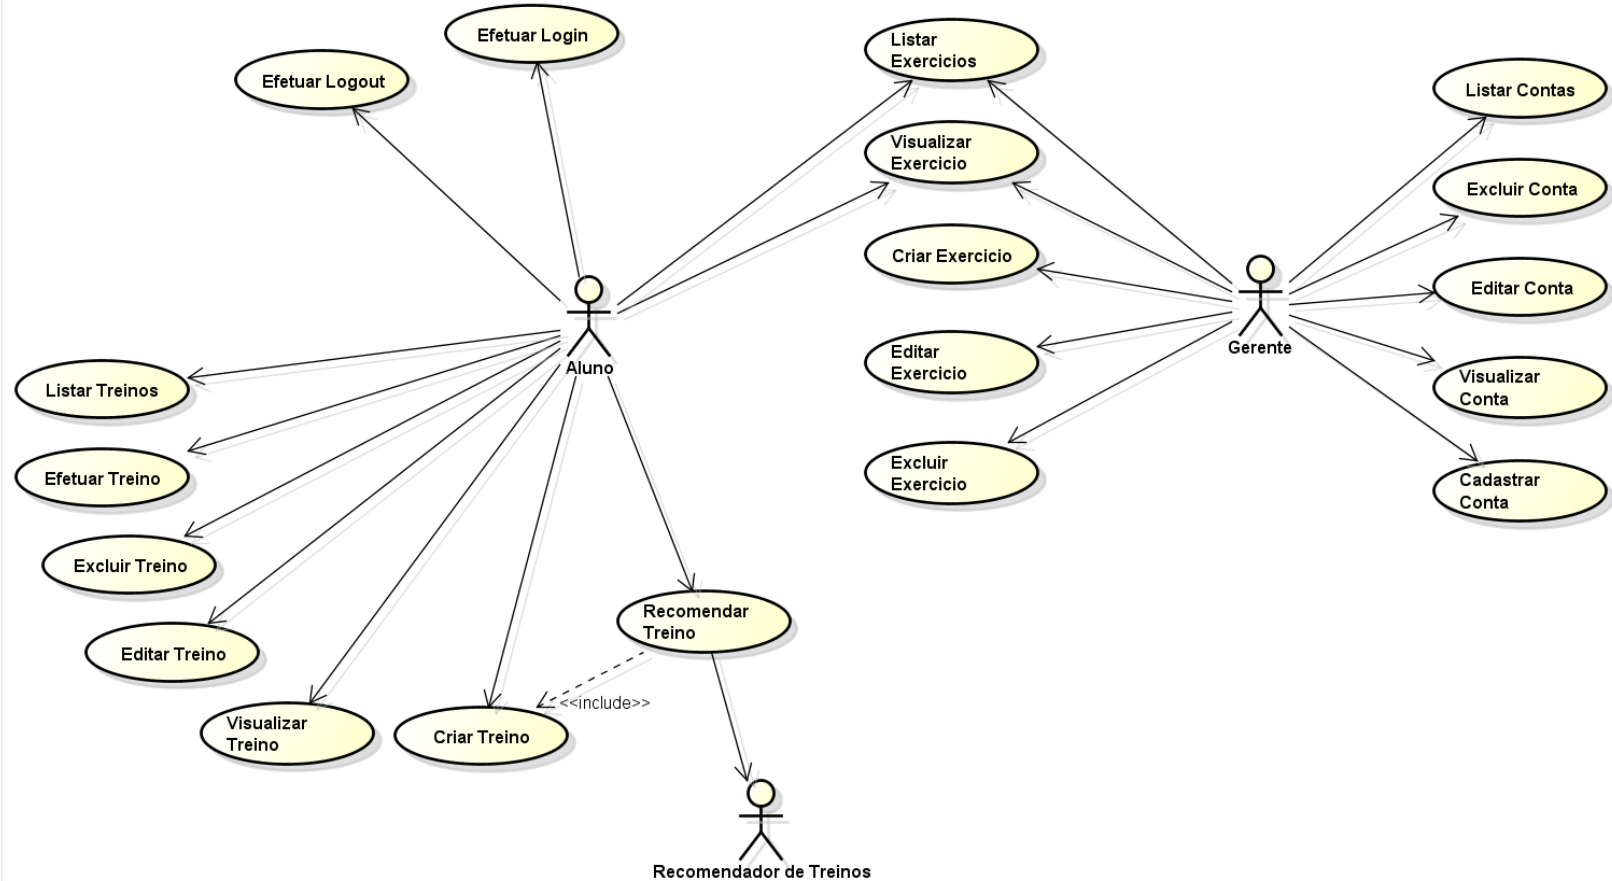 Efetuar Login
Efetuar Logout
Listar
Exercicios
Listar Contas
Visualizar
Exercicio
Excluir Conta
Criar Exercicio
Editar Conta
Aluno
Gerente
Editar
Exercicio
Visualizar
Conta
Listar Treinos
Excluir
Exercicio
Cadastrar
Conta
Efetuar Treino
Excluir Treino
Recomendar
Treino
Editar Treino
<<include>>
Visualizar
Treino
Criar Treino
Recomendador de Treinos